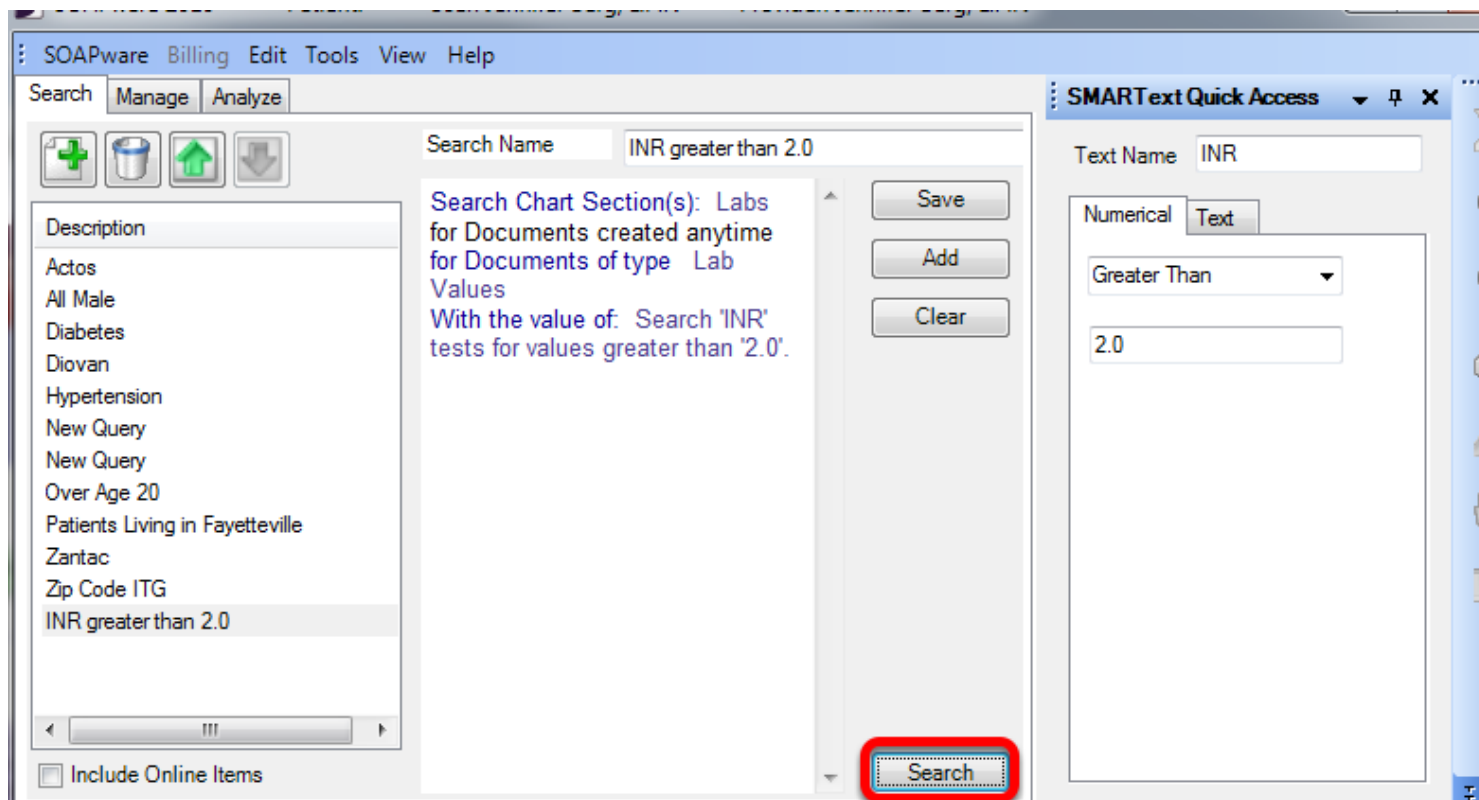 SOAPware Billing Edit Tools View Help
Search Manage Analyze
Search Name INR greater than 2.0
Description
Actos
All Male
Diabetes
Diovan
Hypertension
New Query
New Query
Over Age 20
Patients Living in Fayetteville
Zantac
Zip Code ITG
INR greater than 2.0
Include Online Items
Search Chart Section(s): Labs
for Documents created anytime
for Documents of type Lab
Values
With the value of: Search 'INR'
tests for values greater than '2.0'.
Save
Add
Clear
Search
SMARText Quick Access
Text Name INR
Numerical Text
Greater Than
2.0